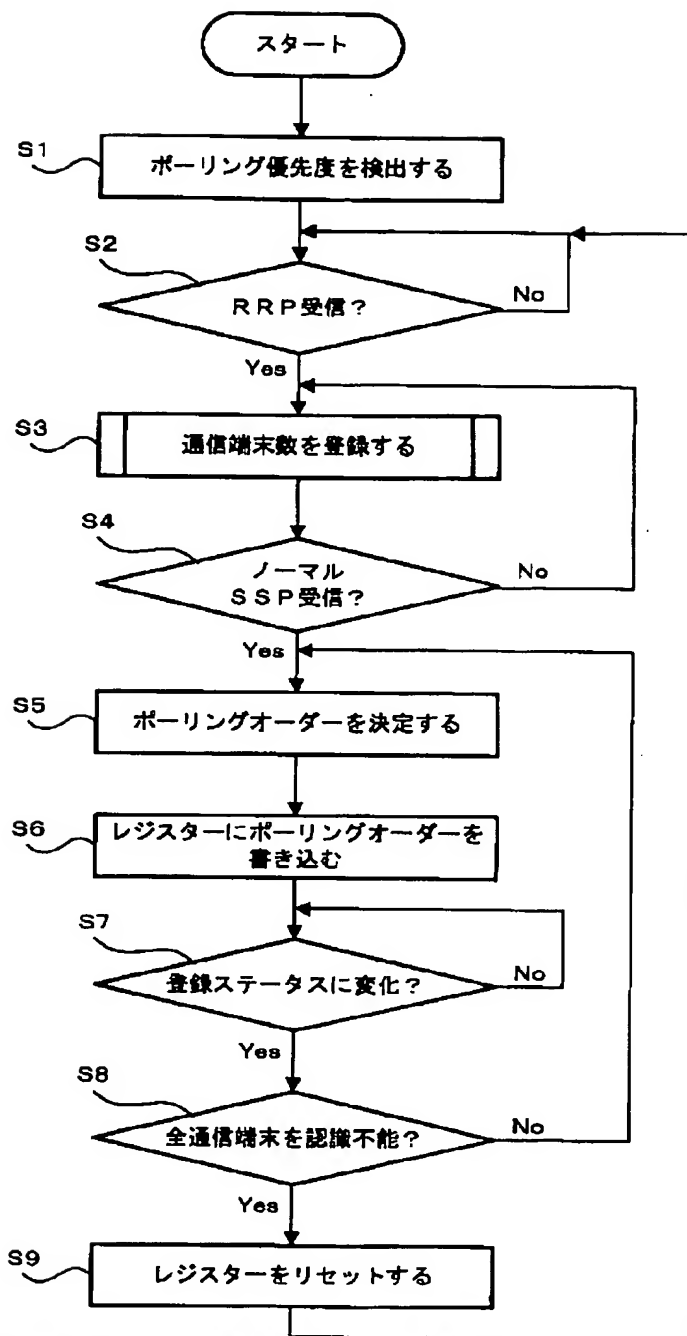 スタート
S1
ポーリング優先度を検出する
S2
RRP受信？
No
Yes
S3
通信端末数を登録する
S4
ノーマル
SSP受信？
No
Yes
S5
ポーリングオーダーを決定する
S6
レジスターにポーリングオーダーを
書き込む
S7
登録ステータスに変化？
No
Yes
S8
全通信端末を認識不能？
No
Yes
S9
レジスターをリセットする